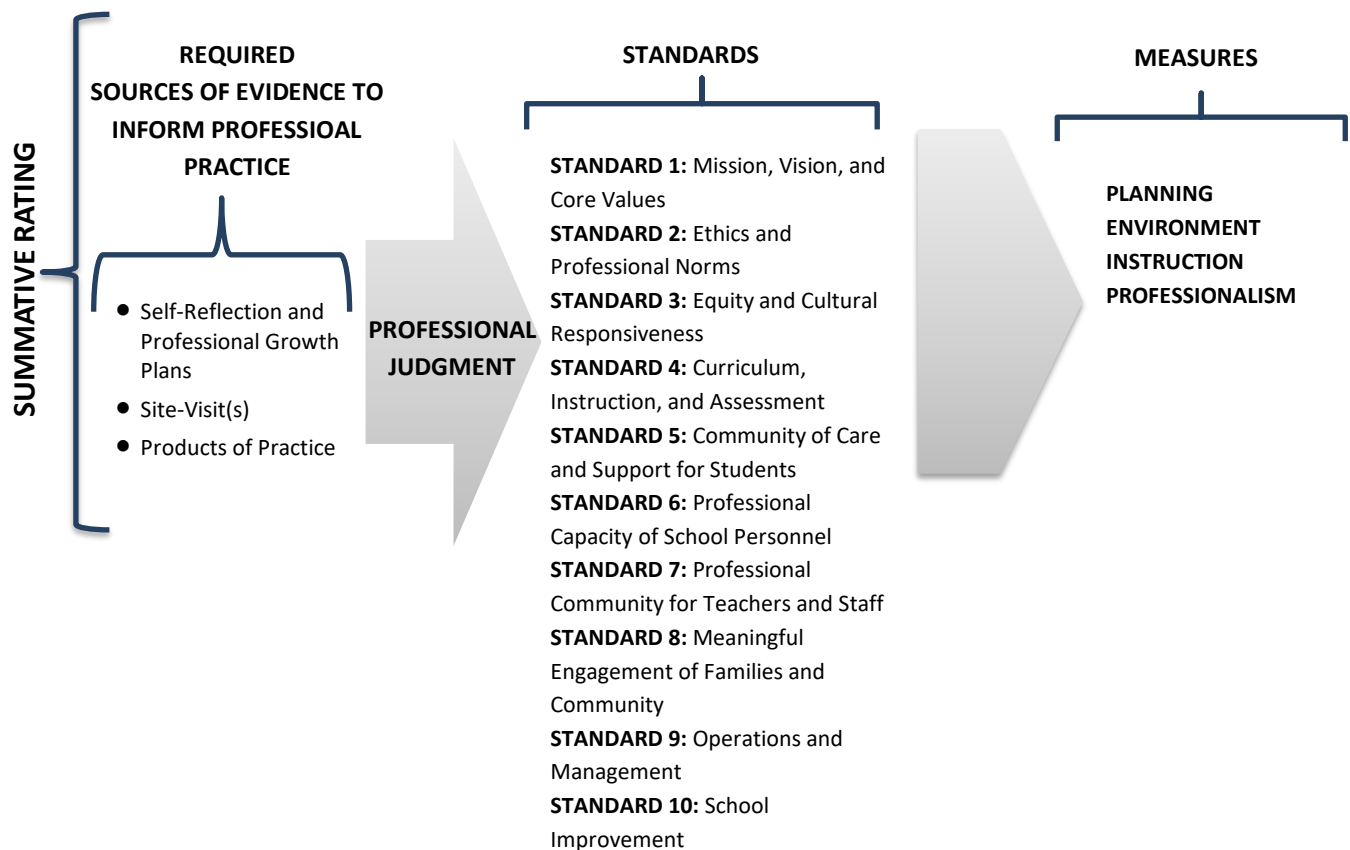 SUMMATIVE RATING
REQUIRED
SOURCES OF EVIDENCE TO
INFORM PROFESSIOAL
PRACTICE
● Self-Reflection and
Professional Growth
Plans
● Site-Visit(s)
● Products of Practice
PROFESSIONAL
JUDGMENT
STANDARDS
STANDARD 1: Mission, Vision, and
Core Values
STANDARD 2: Ethics and
Professional Norms
STANDARD 3: Equity and Cultural
Responsiveness
STANDARD 4: Curriculum,
Instruction, and Assessment
STANDARD 5: Community of Care
and Support for Students
STANDARD 6: Professional
Capacity of School Personnel
STANDARD 7: Professional
Community for Teachers and Staff
STANDARD 8: Meaningful
Engagement of Families and
Community
STANDARD 9: Operations and
Management
STANDARD 10: School
Improvement
MEASURES
PLANNING
ENVIRONMENT
INSTRUCTION
PROFESSIONALISM